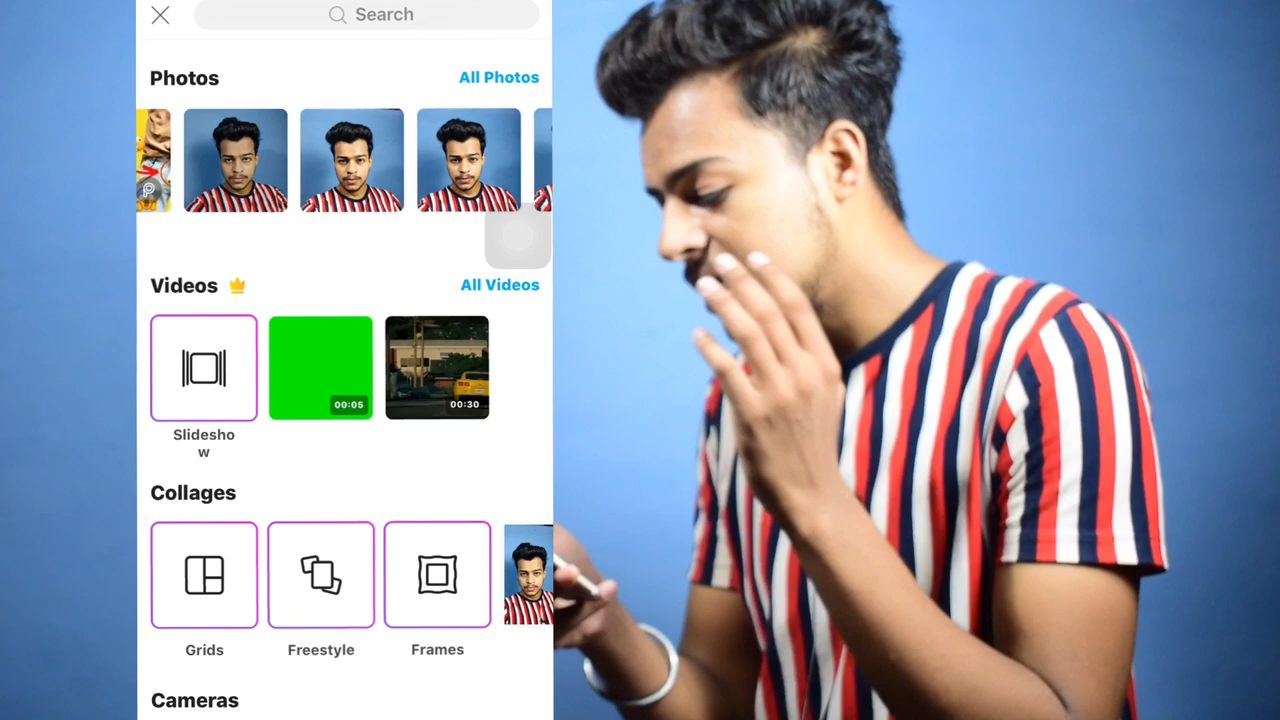 Search
Photos
All Photos
Videos
All Videos
00:05
00:30
Slidesho
w
Collages
Grids
Freestyle
Frames
Cameras